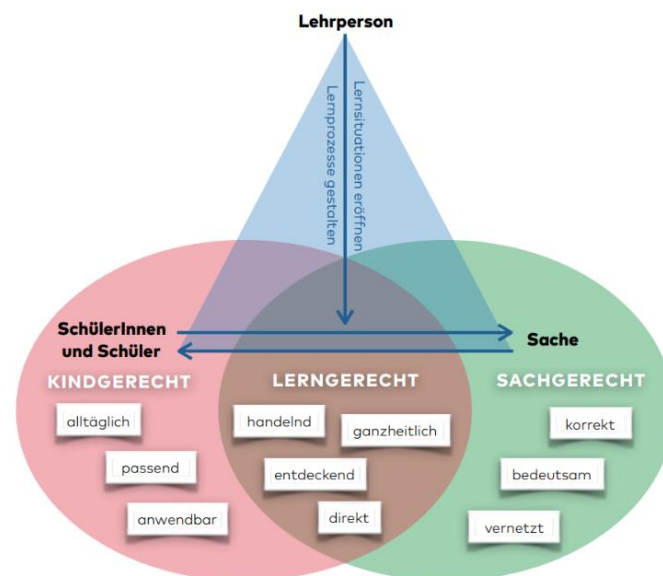 Lehrperson
Lernsituationen eröffnen
Lernprozesse gestalten
SchülerInnen
und Schüler
Sache
KINDGERECHT
LERNGERECHT
SACHGERECHT
alltäglich
handelnd
ganzheitlich
korrekt
passend
entdeckend
bedeutsam
anwendbar
direkt
vernetzt